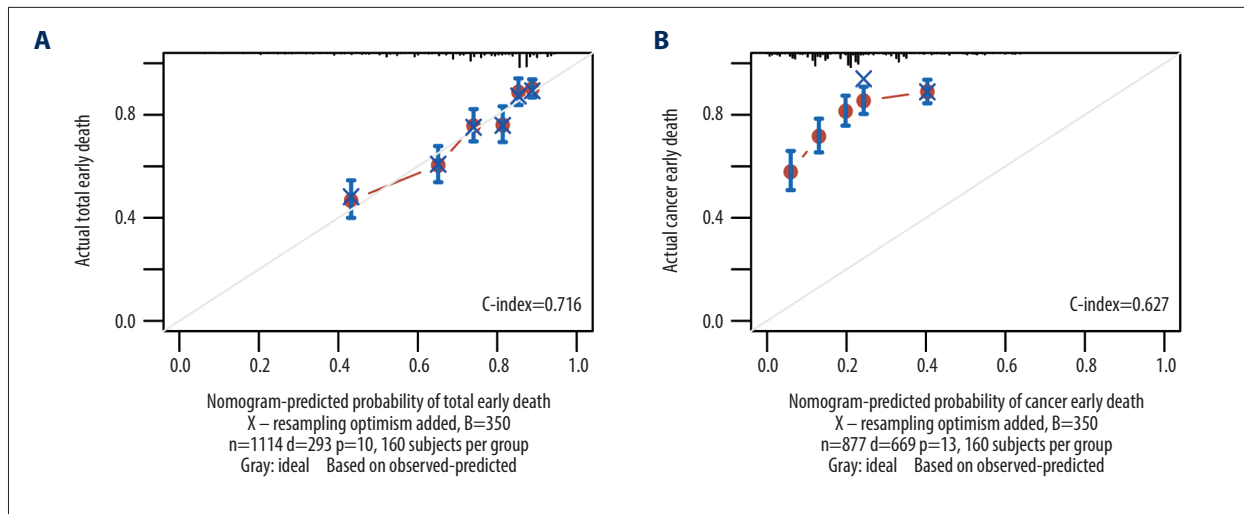 A
Actual total early death
0.8
0.4
0.0
C-index=0.716
0.0 0.2 0.4 0.6 0.8 1.0
Nomogram-predicted probability of total early death
X – resampling optimism added, B=350
n=1114 d=293 p=10, 160 subjects per group
Gray: ideal Based on observed-predicted
B
Actual cancer early death
0.8
0.4
0.0
C-index=0.627
0.0 0.2 0.4 0.6 0.8 1.0
Nomogram-predicted probability of cancer early death
X – resampling optimism added, B=350
n=877 d=669 p=13, 160 subjects per group
Gray: ideal Based on observed-predicted